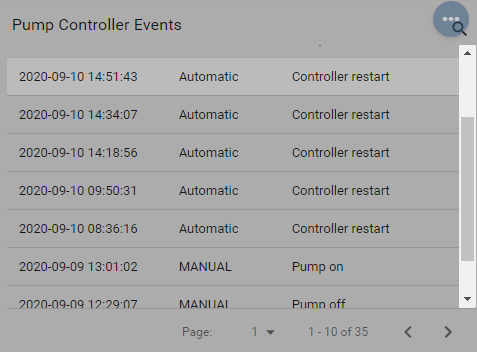 Pump Controller Events
2020-09-10 14:51:43 Automatic Controller restart
2020-09-10 14:34:07 Automatic Controller restart
2020-09-10 14:18:56 Automatic Controller restart
2020-09-10 09:50:31 Automatic Controller restart
2020-09-10 08:36:16 Automatic Controller restart
2020-09-09 13:01:02 MANUAL Pump on
2020-09-09 12:29:07 MANUAL Pump off
Page: 1 1 - 10 of 35